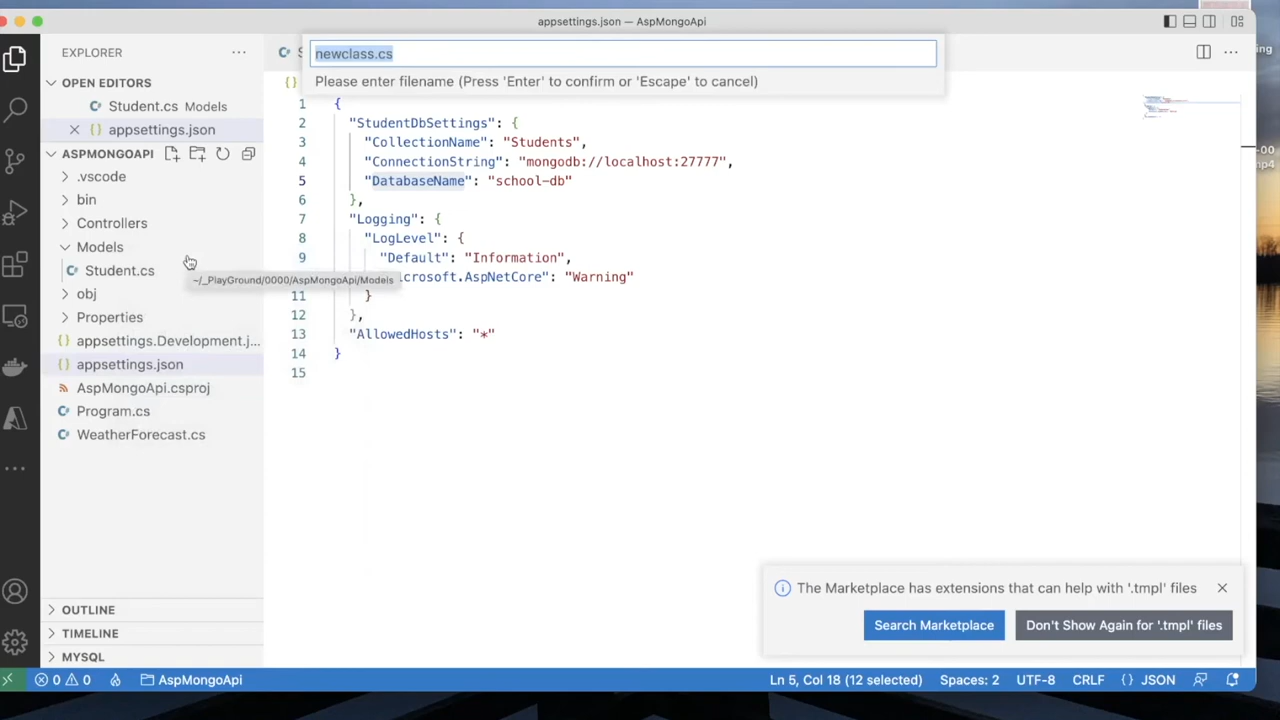 appsettings.json — AspMongoApi
newclass.cs
Please enter filename (Press 'Enter' to confirm or 'Escape' to cancel)
EXPLORER
OPEN EDITORS
Student.cs Models
appsettings.json
ASPMONGOAPI
.vscode
bin
Controllers
Models
Student.cs
~/_PlayGround/0000/AspMongoApi/Models
obj
Properties
appsettings.Development.j...
appsettings.json
AspMongoApi.csproj
Program.cs
WeatherForecast.cs
OUTLINE
TIMELINE
MYSQL
1 {
2 "StudentDbSettings": {
3 "CollectionName": "Students",
4 "ConnectionString": "mongodb://localhost:27777",
5 "DatabaseName": "school-db"
6 },
7 "Logging": {
8 "LogLevel": {
9 "Default": "Information",
icrosoft.AspNetCore": "Warning"
11 }
12 },
13 "AllowedHosts": "*"
14 }
15
The Marketplace has extensions that can help with '.tmpl' files
Search Marketplace
Don't Show Again for '.tmpl' files
0 0
AspMongoApi
Ln 5, Col 18 (12 selected)
Spaces: 2
UTF-8
CRLF
{} JSON